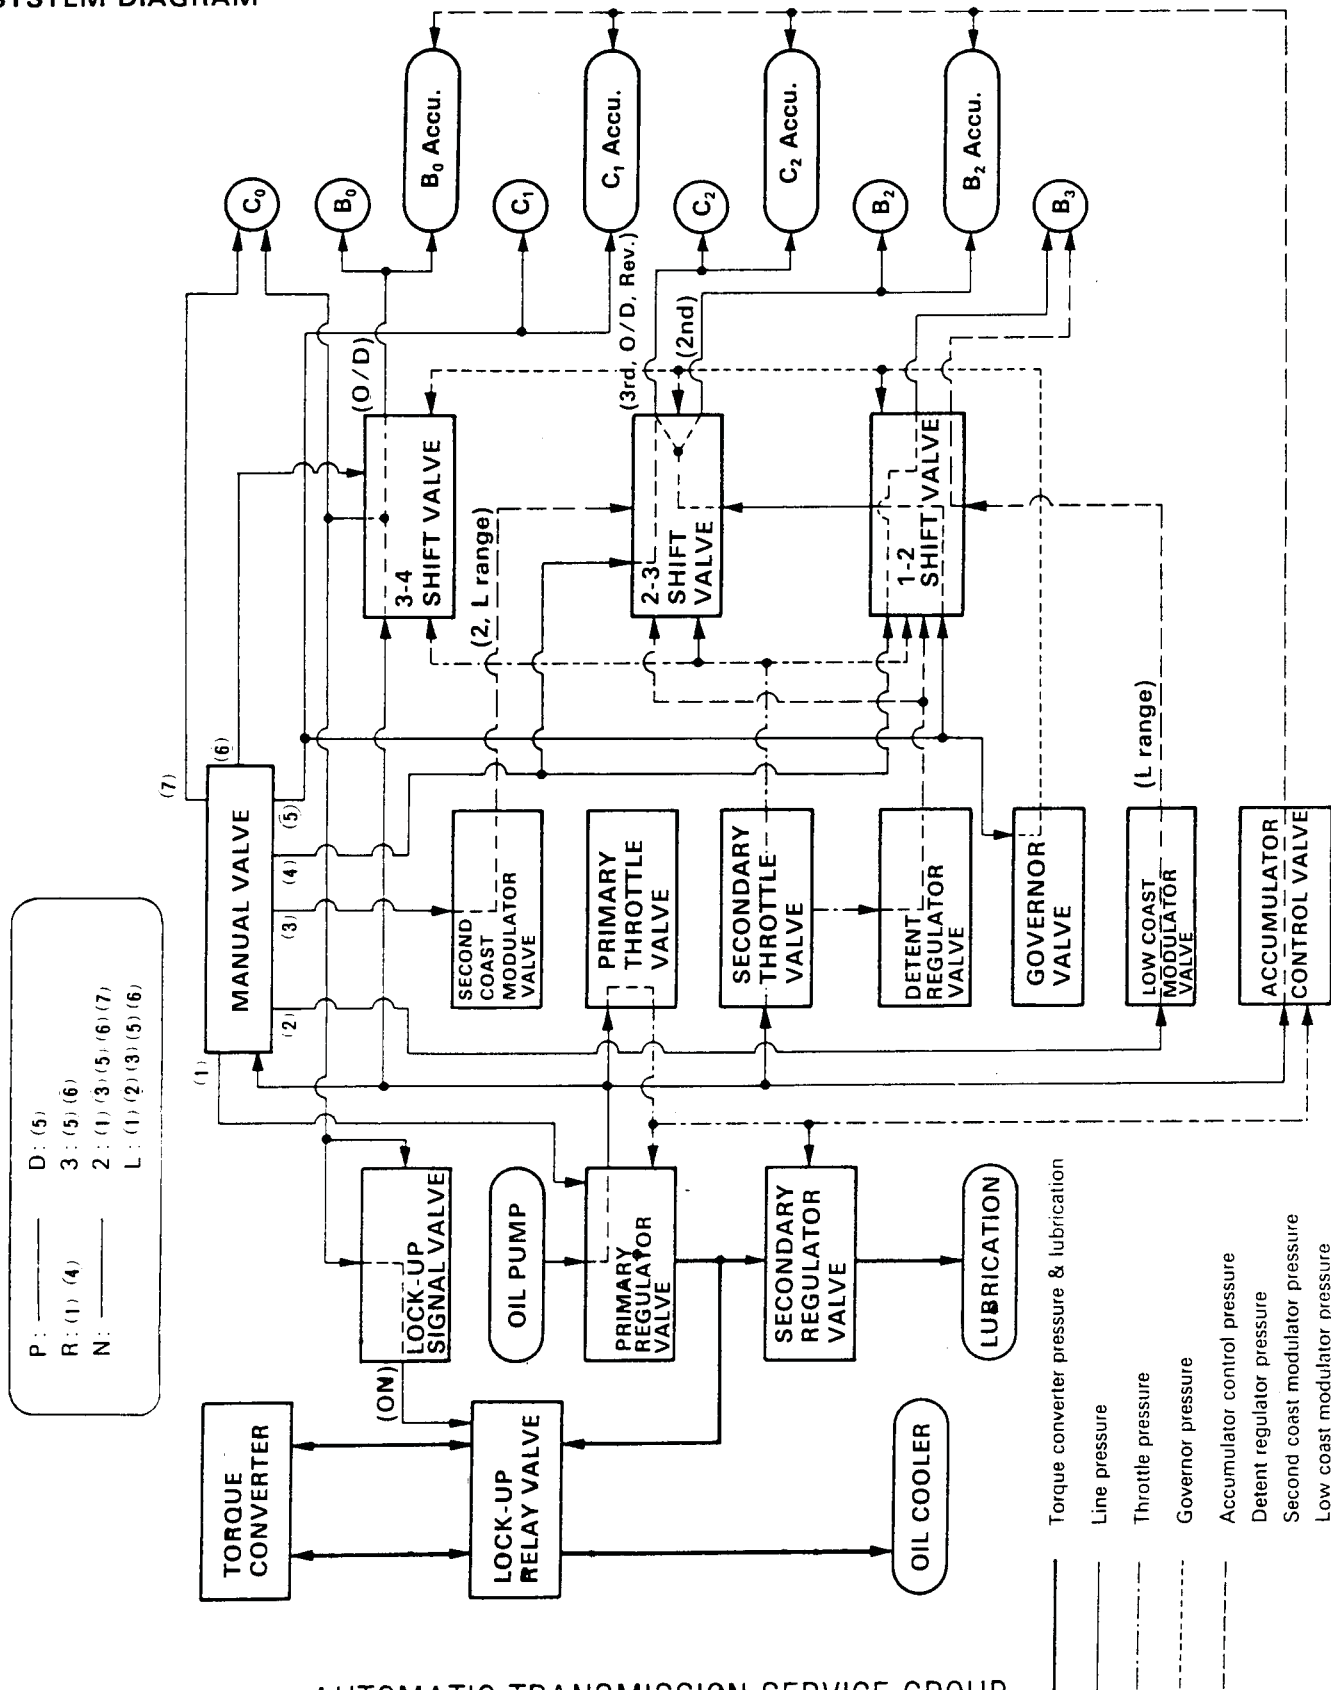 SYSTEM DIAGRAM
C₀
B₀
B₀ Accu.
C₁
C₁ Accu.
C₂
C₂ Accu.
B₂
B₂ Accu.
B₃
(O/D)
(3rd, O/D, Rev.)
(2nd)
3-4
SHIFT VALVE
2-3
SHIFT
VALVE
1-2
SHIFT VALVE
(2, L range)
(L range)
(7)
(6)
(5)
(4)
(3)
(2)
(1)
MANUAL VALVE
SECOND
COAST
MODULATOR
VALVE
PRIMARY
THROTTLE
VALVE
SECONDARY
THROTTLE
VALVE
DETENT
REGULATOR
VALVE
GOVERNOR
VALVE
LOW COAST
MODULATOR
VALVE
ACCUMULATOR
CONTROL VALVE
P:
R: (1) (4)
N:
D: (5)
3: (5) (6)
2: (1) (3) (5) (6) (7)
L: (1) (2) (3) (5) (6)
LOCK-UP
SIGNAL VALVE
(ON)
OIL PUMP
PRIMARY
REGULATOR
VALVE
SECONDARY
REGULATOR
VALVE
LUBRICATION
TORQUE
CONVERTER
LOCK-UP
RELAY VALVE
OIL COOLER
Torque converter pressure & lubrication
Line pressure
Throttle pressure
Governor pressure
Accumulator control pressure
Detent regulator pressure
Second coast modulator pressure
Low coast modulator pressure
AUTOMATIC TRANSMISSION SERVICE GROUP